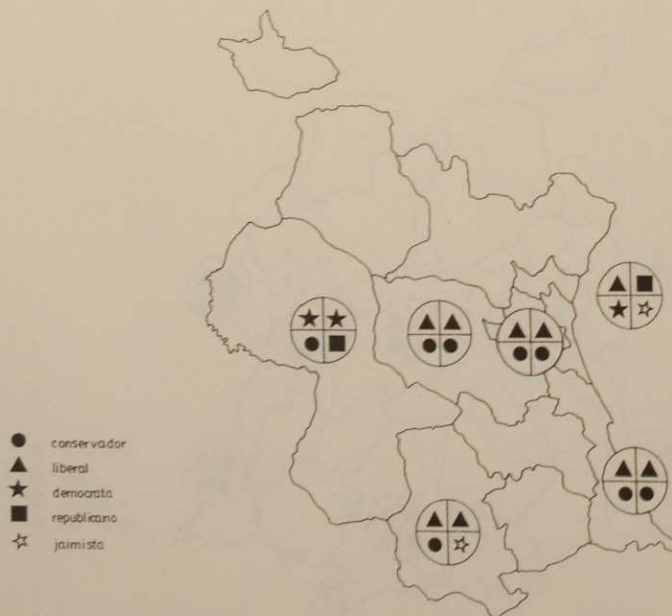 conservador
liberal
democrata
republicano
jaimista